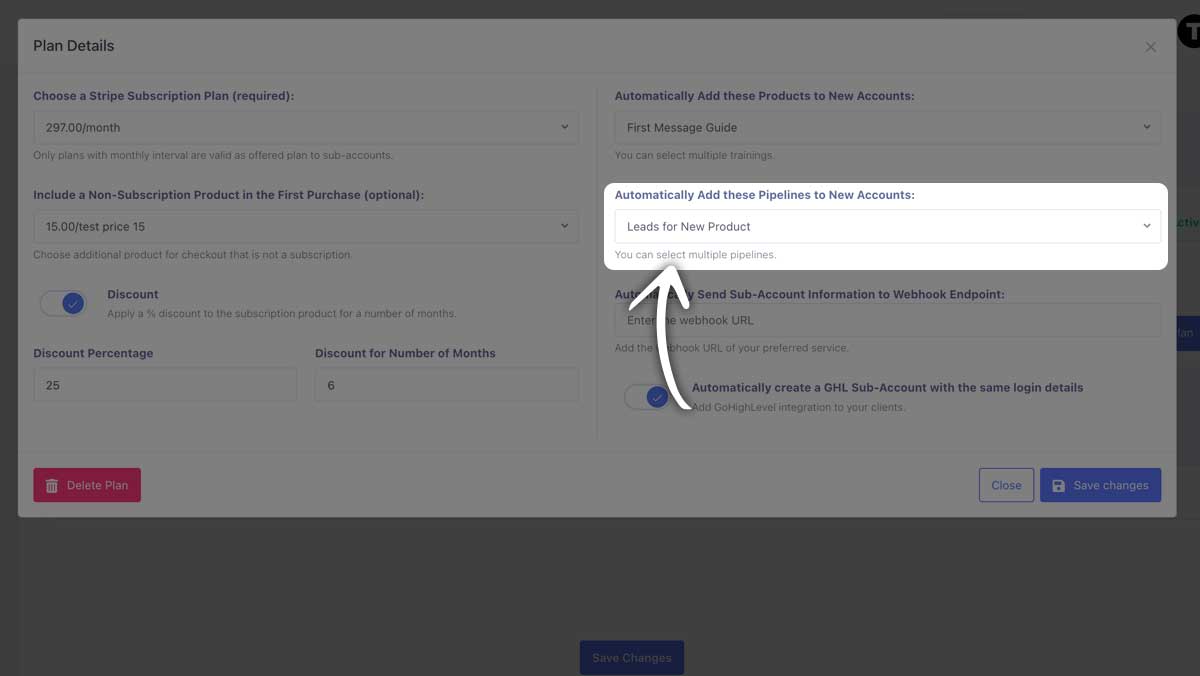 Plan Details
Choose a Stripe Subscription Plan (required):
297.00/month
Only plans with monthly interval are valid as offered plan to sub-accounts.
Include a Non-Subscription Product in the First Purchase (optional):
15.00/test price 15
Choose additional product for checkout that is not a subscription.
Discount
Apply a % discount to the subscription product for a number of months.
Discount Percentage
Discount for Number of Months
25
6
Automatically Add these Products to New Accounts:
First Message Guide
You can select multiple trainings.
Automatically Add these Pipelines to New Accounts:
Leads for New Product
You can select multiple pipelines.
Automatically Send Sub-Account Information to Webhook Endpoint:
Enter the webhook URL
Add the webhook URL of your preferred service.
Automatically create a GHL Sub-Account with the same login details
Add GoHighLevel integration to your clients.
Delete Plan
Close
Save changes
Save Changes